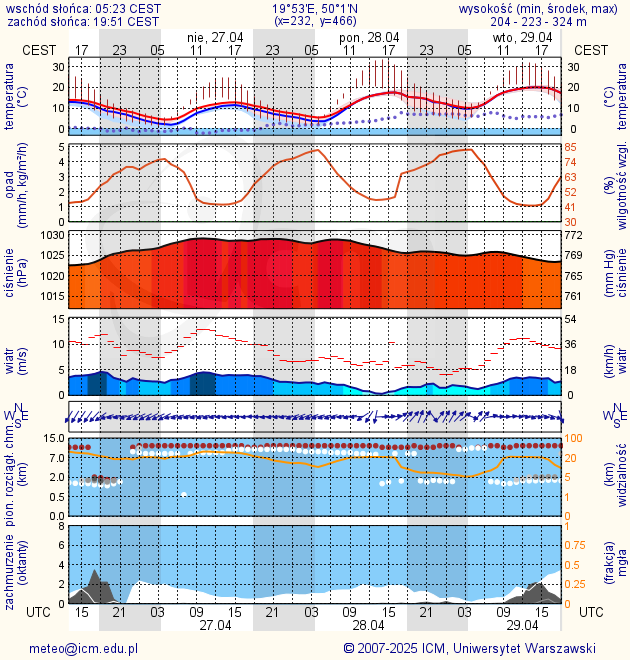 wschód słońca: 05:23 CEST 19°53'E, 50°1'N wysokość (min, środek, max)
zachód słońca: 19:51 CEST (x=232, y=466) 204 - 223 - 324 m
nie, 27.04 pon, 28.04 wto, 29.04
CEST 17 23 05 11 17 23 05 11 17 23 05 11 17 CEST
temperatura (°C) 30 20 10 0 30 20 10 0 (°C) temperatura
opad (mm/h, kg/m²/h) 5 4 3 2 1 0 85 74 63 52 41 30 (%) wilgotność wzgl.
ciśnienie (hPa) 1030 1025 1020 1015 772 769 765 761 (mm Hg) ciśnienie
wiatr (m/s) 15 10 5 0 54 36 18 0 (km/h) wiatr
N W E S N W E S
pion. rozciągł. chm. (km) 15.0 7.0 2.0 0.5 0.0 100 20 5 1 0 (km) widzialność
zachmurzenie (oktanty) 8 6 4 2 0 1 0.75 0.5 0.25 0 (frakcja) mgła
UTC 15 21 03 09 15 21 03 09 15 21 03 09 15 UTC
27.04 28.04 29.04
meteo@icm.edu.pl © 2007-2025 ICM, Uniwersytet Warszawski